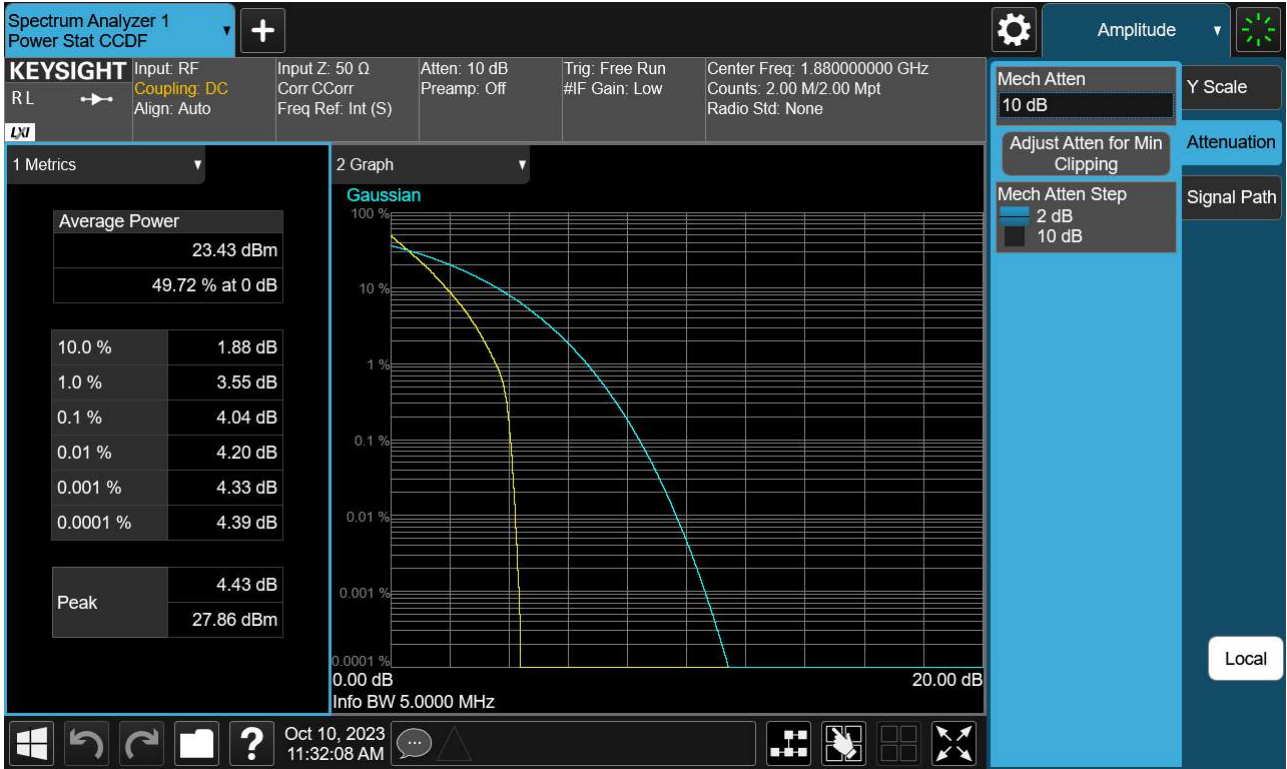 Spectrum Analyzer 1
Power Stat CCDF
Amplitude
KEYSIGHT
R L
LXI
Input: RF
Coupling: DC
Align: Auto
Input Z: 50 Ω
Corr CCorr
Freq Ref: Int (S)
Atten: 10 dB
Preamp: Off
Trig: Free Run
#IF Gain: Low
Center Freq: 1.880000000 GHz
Counts: 2.00 M/2.00 Mpt
Radio Std: None
1 Metrics
Average Power
23.43 dBm
49.72 % at 0 dB
10.0 % 1.88 dB
1.0 % 3.55 dB
0.1 % 4.04 dB
0.01 % 4.20 dB
0.001 % 4.33 dB
0.0001 % 4.39 dB
Peak
4.43 dB
27.86 dBm
2 Graph
Gaussian
100 %
10 %
1 %
0.1 %
0.01 %
0.001 %
0.0001 %
0.00 dB 20.00 dB
Info BW 5.0000 MHz
Mech Atten
10 dB
Adjust Atten for Min
Clipping
Mech Atten Step
2 dB
10 dB
Y Scale
Attenuation
Signal Path
Local
?
Oct 10, 2023
11:32:08 AM